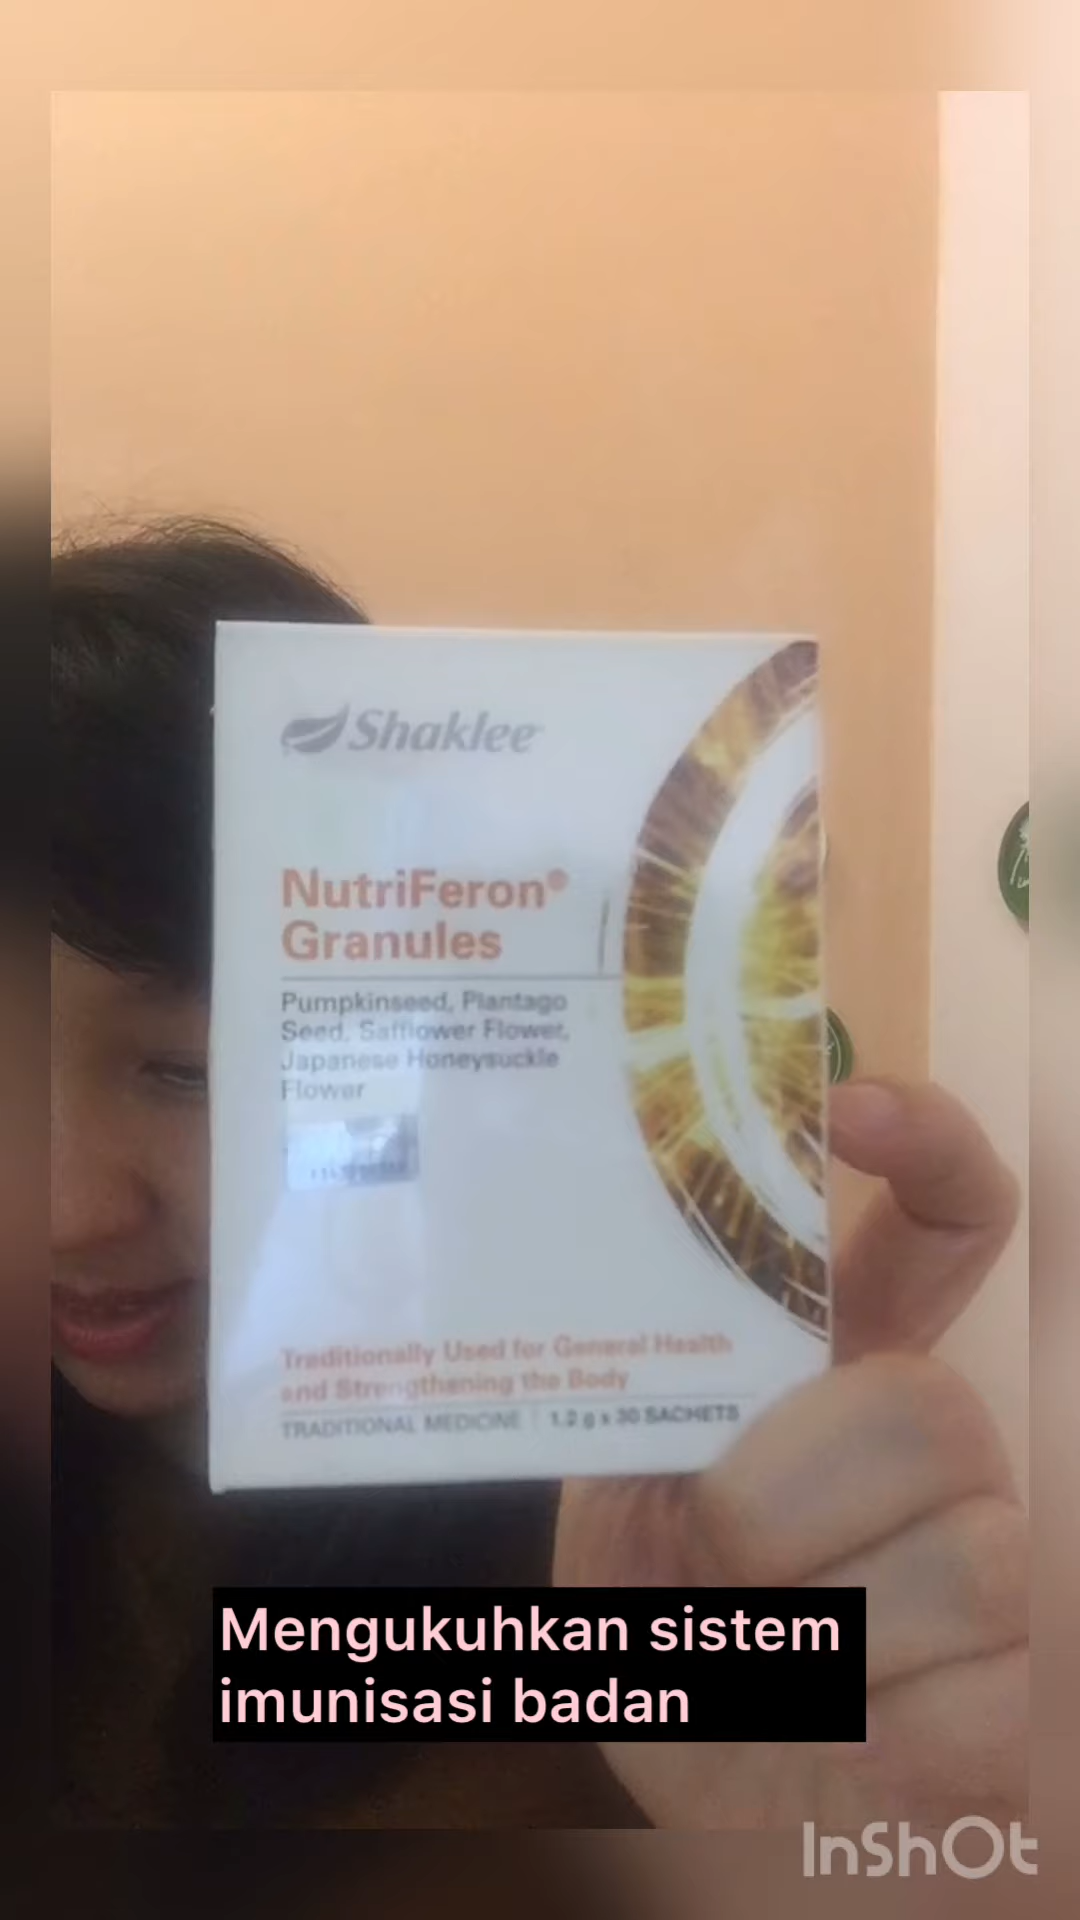 Shaklee
NutriFeron®
Granules
Pumpkinseed, Plantago
Seed, Safflower Flower,
Japanese Honeysuckle
Flower
Traditionally Used for General Health
and Strengthening the Body
TRADITIONAL MEDICINE | 1.2 g x 30 SACHETS
Mengukuhkan sistem
imunisasi badan
InShOt